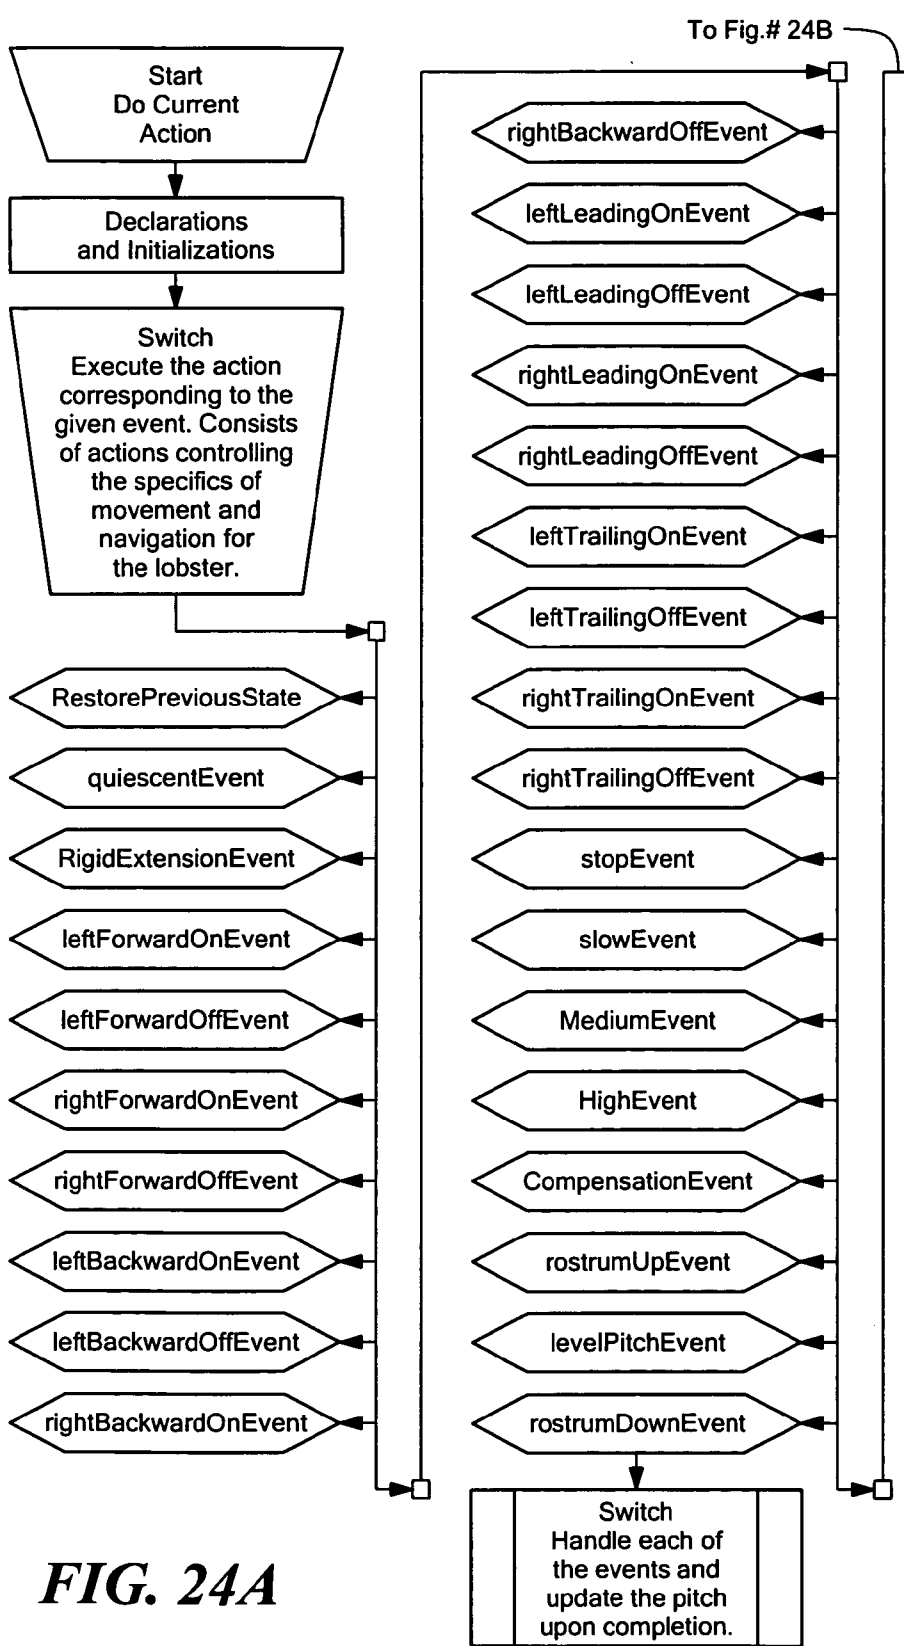 To Fig.# 24B
Start
Do Current
Action
Declarations
and Initializations
Switch
Execute the action
corresponding to the
given event. Consists
of actions controlling
the specifics of
movement and
navigation for
the lobster.
RestorePreviousState
quiescentEvent
RigidExtensionEvent
leftForwardOnEvent
leftForwardOffEvent
rightForwardOnEvent
rightForwardOffEvent
leftBackwardOnEvent
leftBackwardOffEvent
rightBackwardOnEvent
rightBackwardOffEvent
leftLeadingOnEvent
leftLeadingOffEvent
rightLeadingOnEvent
rightLeadingOffEvent
leftTrailingOnEvent
leftTrailingOffEvent
rightTrailingOnEvent
rightTrailingOffEvent
stopEvent
slowEvent
MediumEvent
HighEvent
CompensationEvent
rostrumUpEvent
levelPitchEvent
rostrumDownEvent
Switch
Handle each of
the events and
update the pitch
upon completion.
FIG. 24A